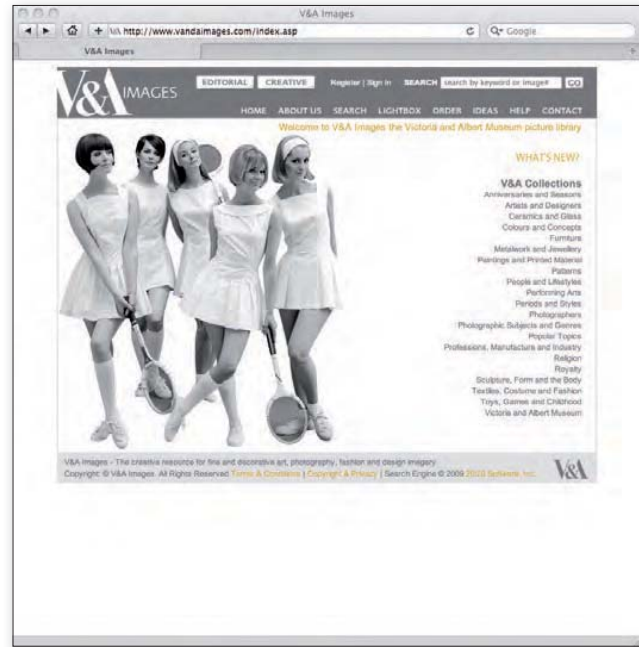 V&A Images
http://www.vandaimages.com/index.asp
Google
V&A Images
V&A IMAGES
EDITORIAL CREATIVE Register | Sign In SEARCH search by keyword or image# GO
HOME ABOUT US SEARCH LIGHTBOX ORDER IDEAS HELP CONTACT
Welcome to V&A Images the Victoria and Albert Museum picture library
WHAT'S NEW?
V&A Collections
Anniversaries and Seasons
Artists and Designers
Ceramics and Glass
Colours and Concepts
Furniture
Metalwork and Jewellery
Paintings and Printed Material
Patterns
People and Lifestyles
Performing Arts
Periods and Styles
Photographers
Photographic Subjects and Genres
Popular Topics
Professions, Manufacture and Industry
Religion
Royalty
Sculpture, Form and the Body
Textiles, Costume and Fashion
Toys, Games and Childhood
Victoria and Albert Museum
V&A Images - The creative resource for fine and decorative art, photography, fashion and design imagery
Copyright © V&A Images. All Rights Reserved Terms & Conditions | Copyright & Privacy | Search Engine © 2009 Software, Inc.
V&A